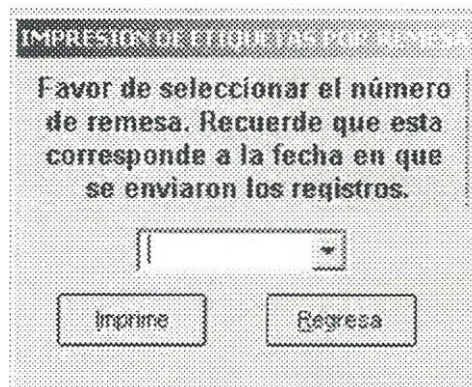 IMPRESION DE ETIQUETAS POR REMESA
Favor de seleccionar el número
de remesa. Recuerde que esta
corresponde a la fecha en que
se enviaron los registros.
Imprime
Regresa